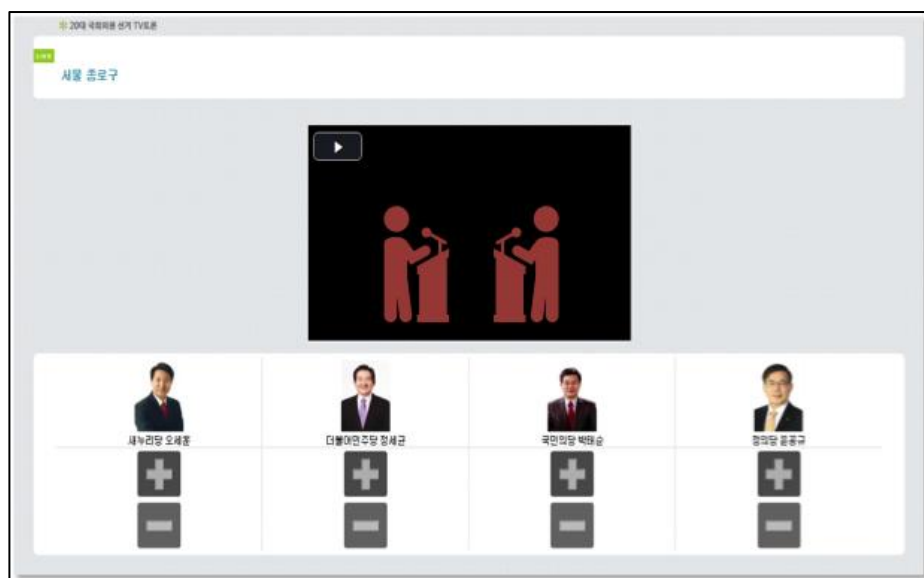 20대 국회의원 선거 TV토론
서울 종로구
새누리당 오세훈
더불어민주당 정세균
국민의당 박태순
정의당 윤공규